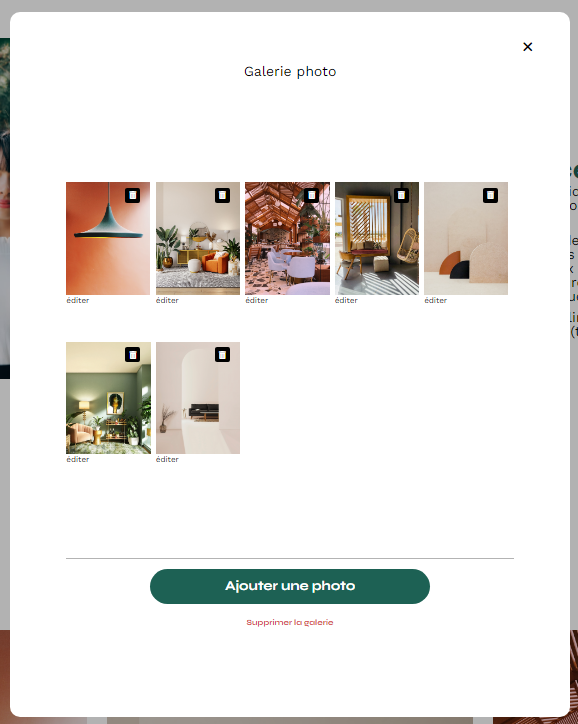 Galerie photo
éditer
éditer
éditer
éditer
éditer
éditer
éditer
Ajouter une photo
Supprimer la galerie